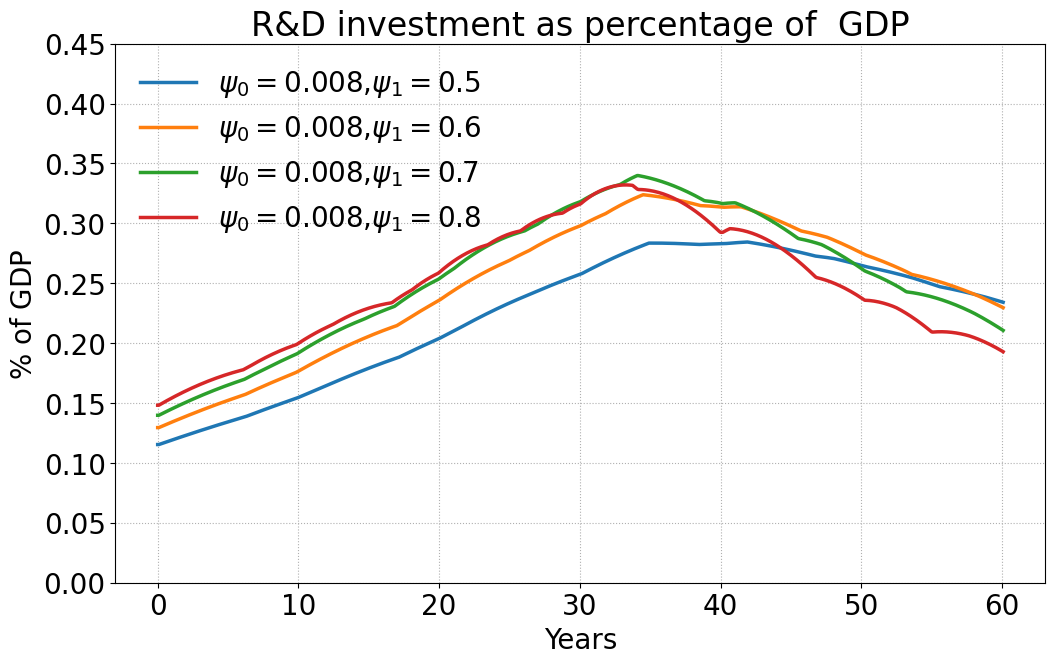 R&D investment as percentage of  GDP
0.45
0.40
0.35
0.30
0.25
0.20
0.15
0.10
0.05
0.00
% of GDP
ψ₀ = 0.008,ψ₁ = 0.5
ψ₀ = 0.008,ψ₁ = 0.6
ψ₀ = 0.008,ψ₁ = 0.7
ψ₀ = 0.008,ψ₁ = 0.8
0 10 20 30 40 50 60
Years